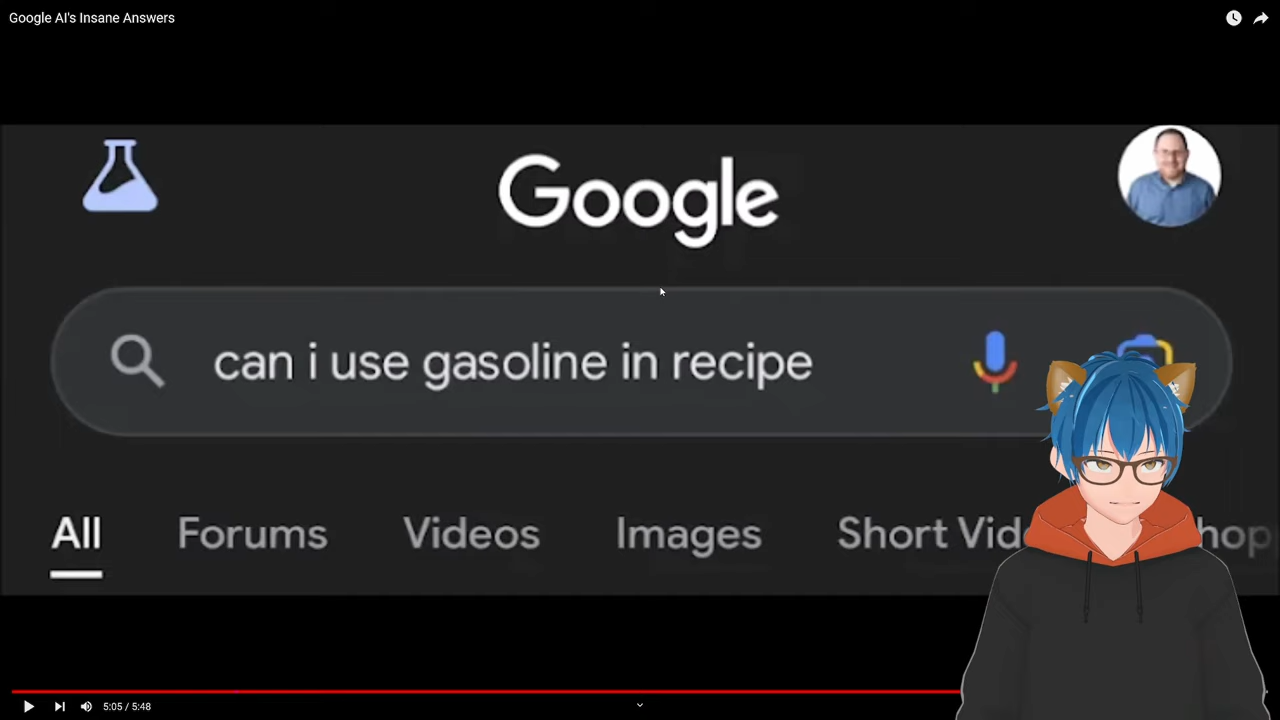 Google AI's Insane Answers
Google
can i use gasoline in recipe
All Forums Videos Images Short
5:05 / 5:48